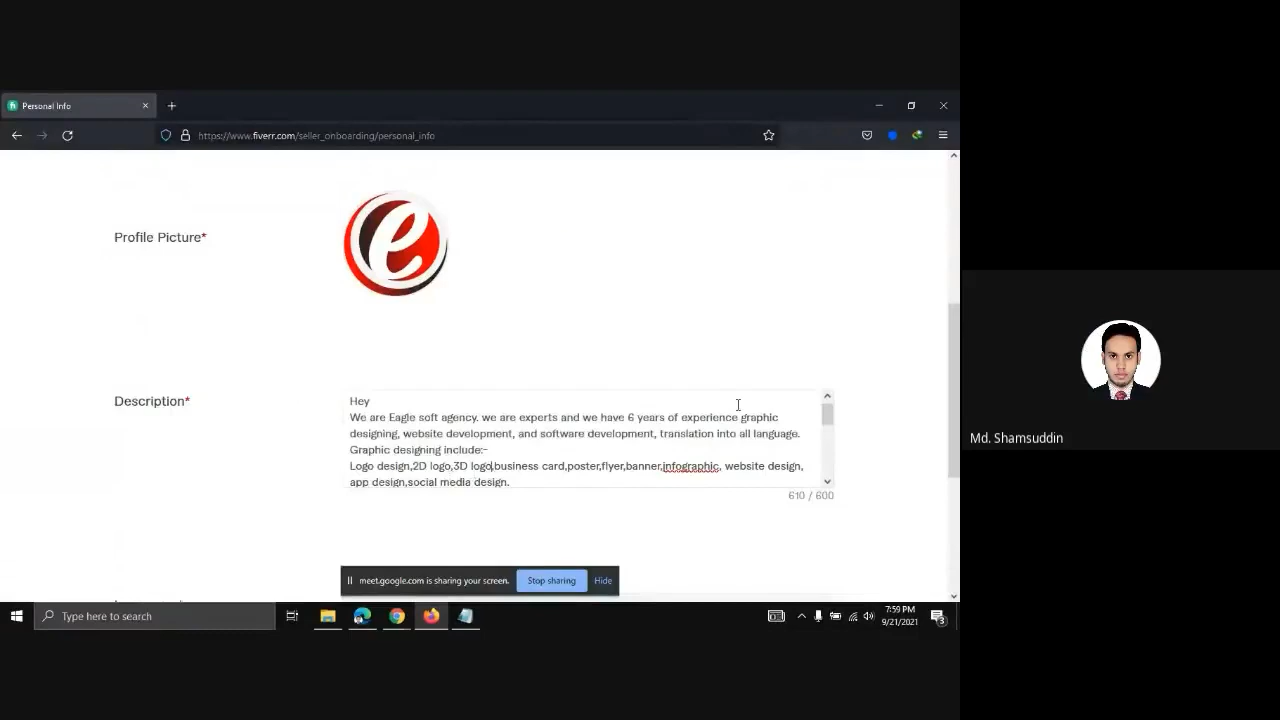 Personal Info
https://www.fiverr.com/seller_onboarding/personal_info
Profile Picture*
e
Description*
Hey
We are Eagle soft agency. we are experts and we have 6 years of experience graphic
designing, website development, and software development, translation into all language.
Graphic designing include:-
Logo design,2D logo,3D logo,business card,poster,flyer,banner,infographic, website design,
app design,social media design.
610 / 600
meet.google.com is sharing your screen.
Stop sharing
Hide
Md. Shamsuddin
Type here to search
7:59 PM
9/21/2021
3